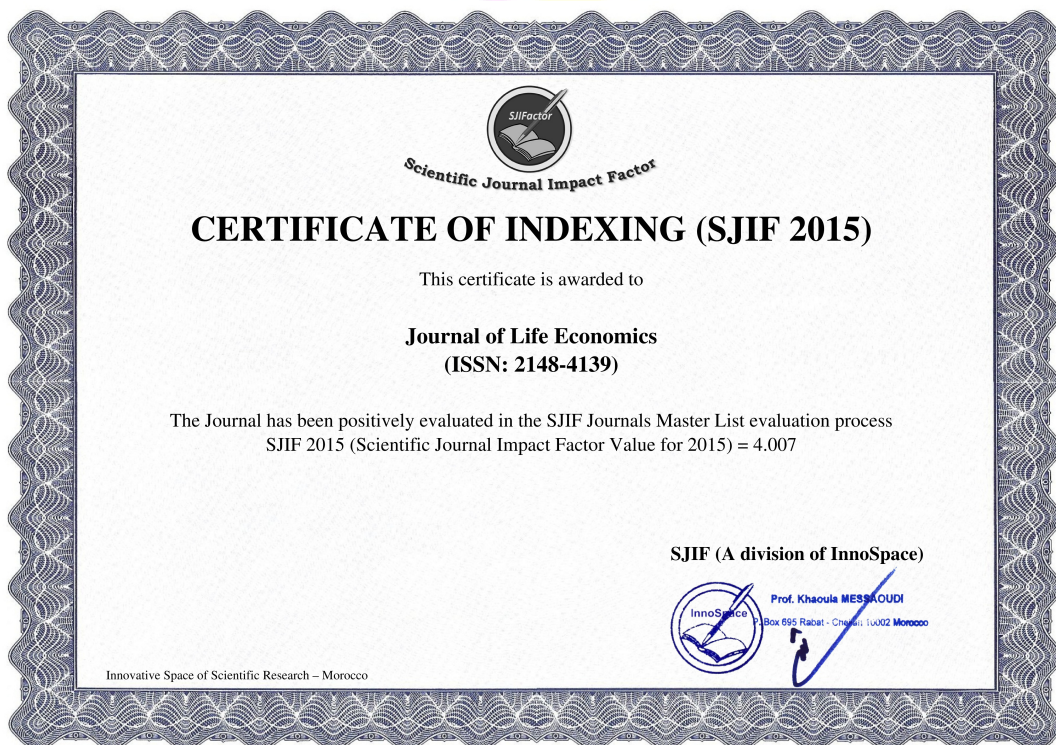 SJIFactor
Scientific Journal Impact Factor
CERTIFICATE OF INDEXING (SJIF 2015)
This certificate is awarded to
Journal of Life Economics
(ISSN: 2148-4139)
The Journal has been positively evaluated in the SJIF Journals Master List evaluation process
SJIF 2015 (Scientific Journal Impact Factor Value for 2015) = 4.007
SJIF (A division of InnoSpace)
InnoSpace
Prof. Khaoula MESSAOUDI
P. Box 695 Rabat - 10002 Morocco
Innovative Space of Scientific Research – Morocco